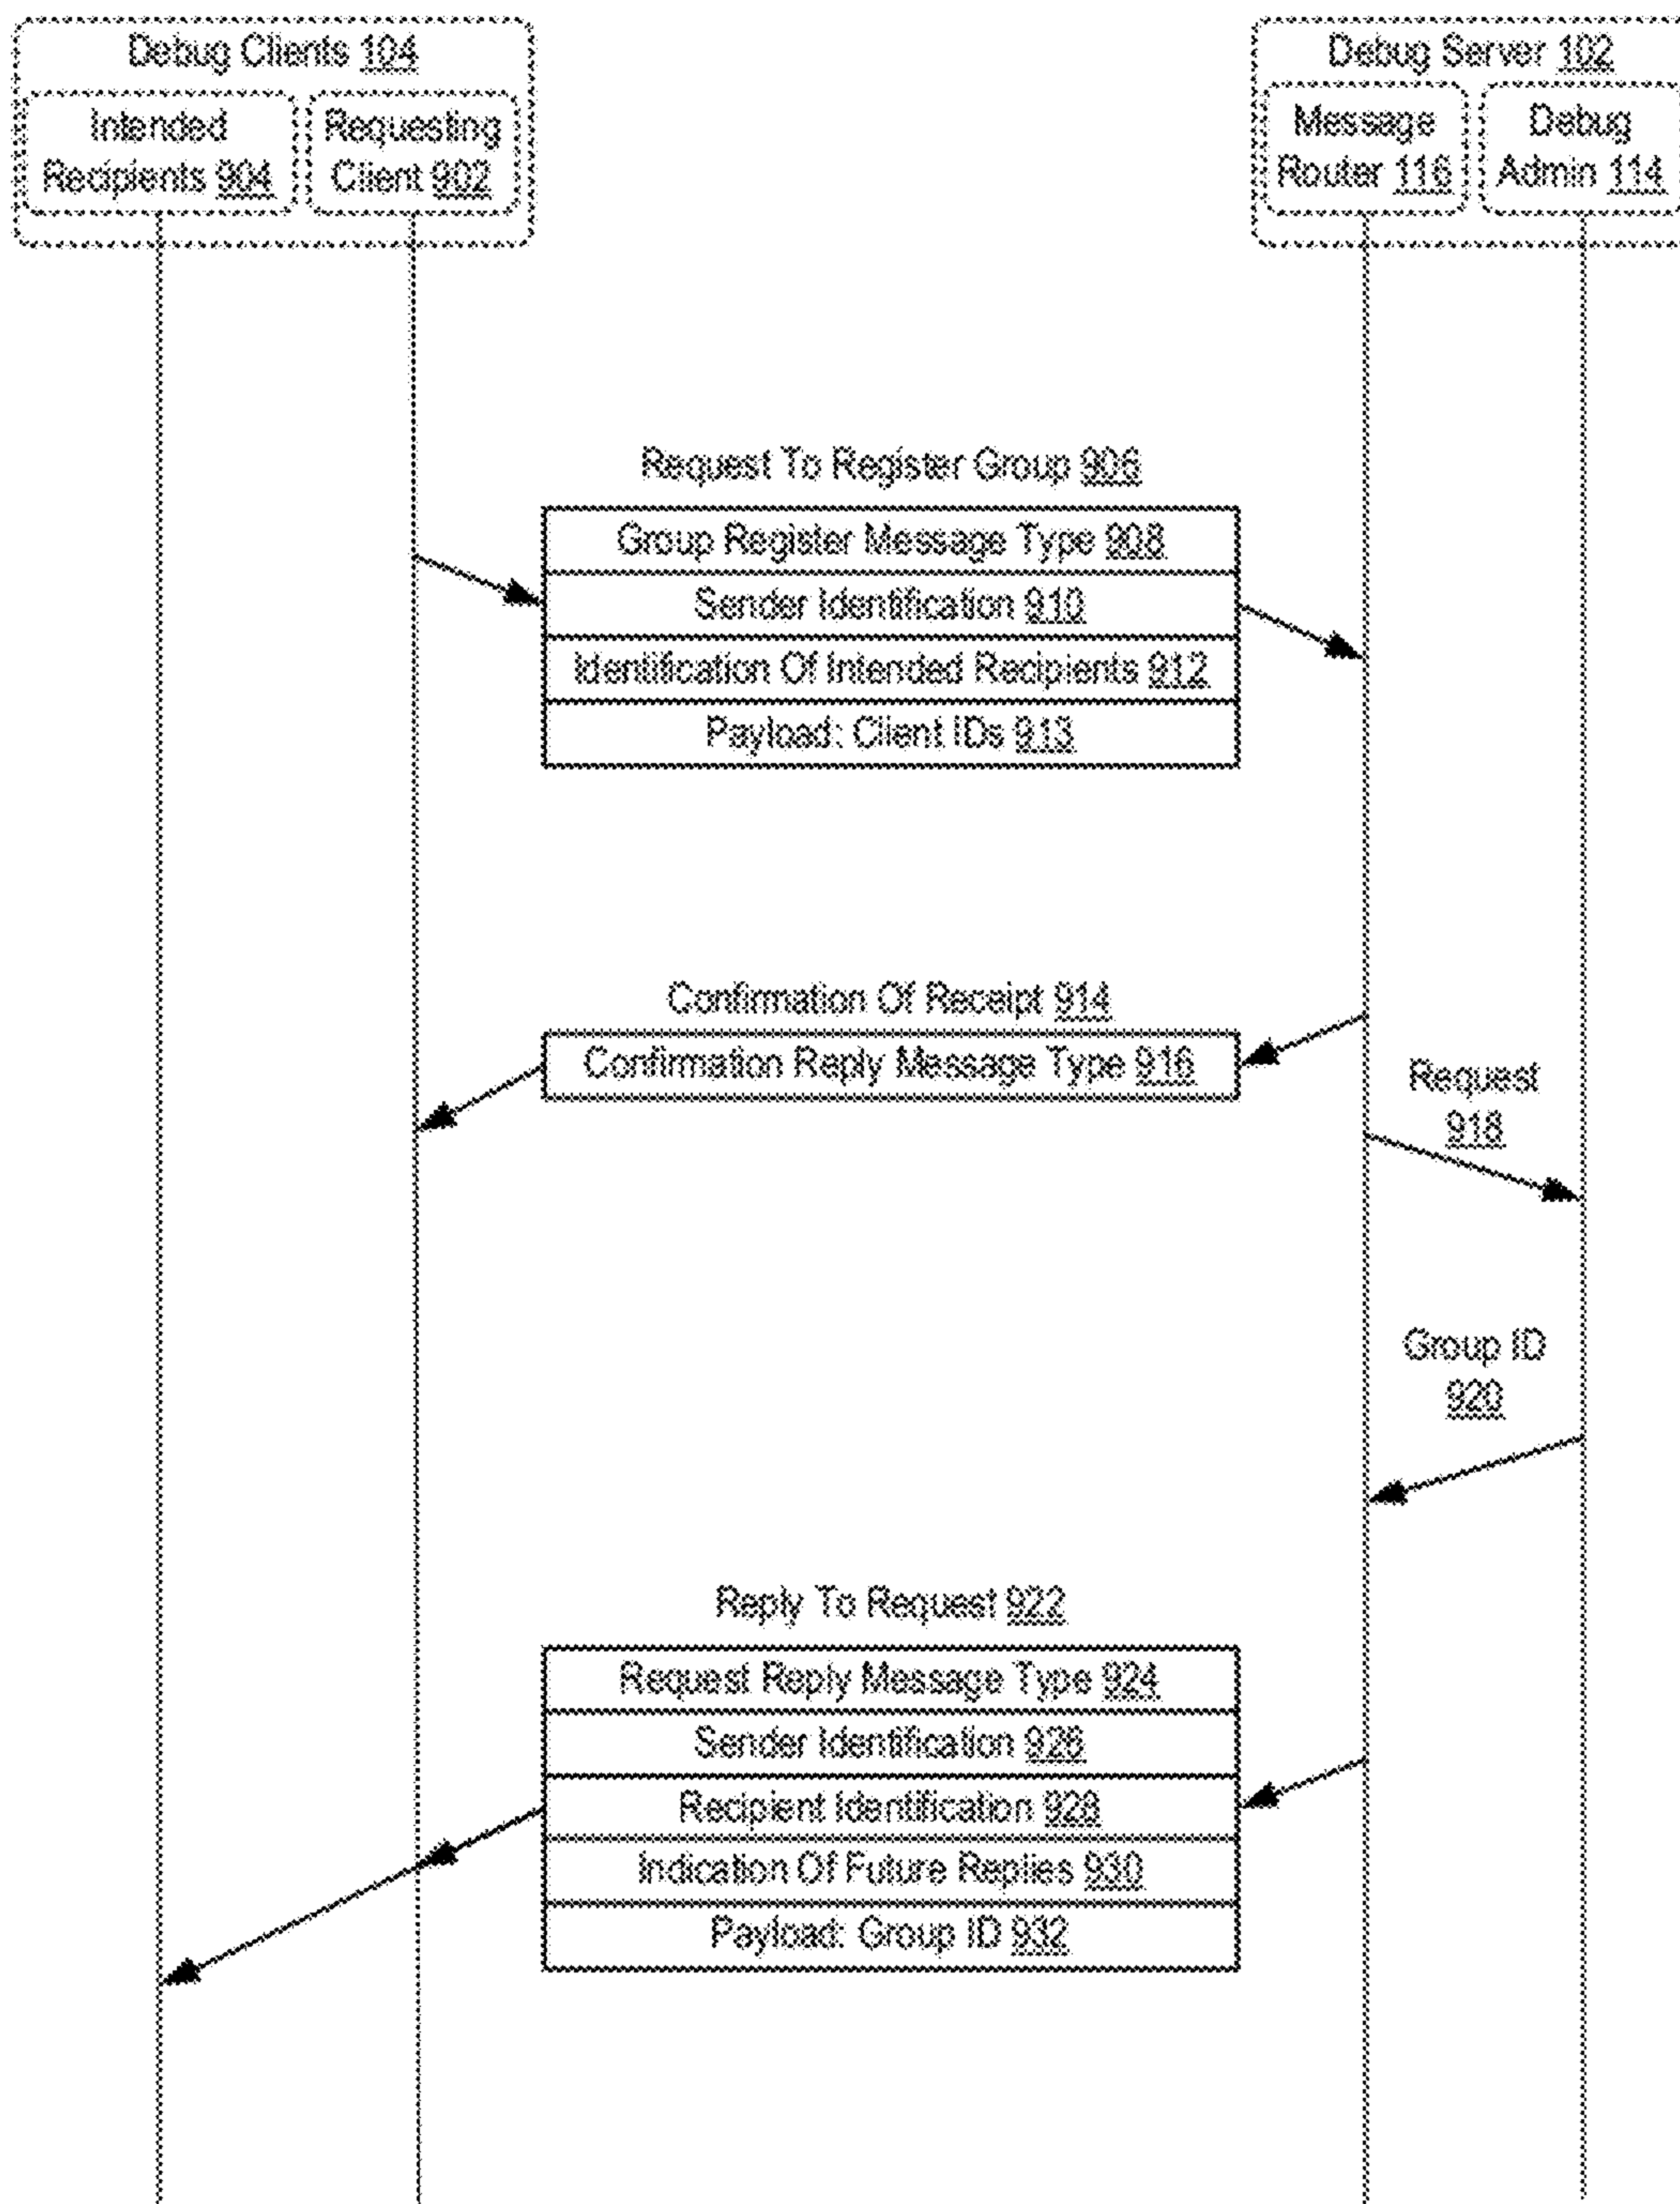 Debug Clients 104
Intended
Recipients 904
Requesting
Client 902
Debug Server 102
Message
Router 116
Debug
Admin 114
Request To Register Group 906
Group Register Message Type 908
Sender Identification 910
Identification Of Intended Recipients 912
Payload: Client IDs 913
Confirmation Of Receipt 914
Confirmation Reply Message Type 916
Request
918
Group ID
920
Reply To Request 922
Request Reply Message Type 924
Sender Identification 926
Recipient Identification 928
Indication Of Future Replies 930
Payload: Group ID 932